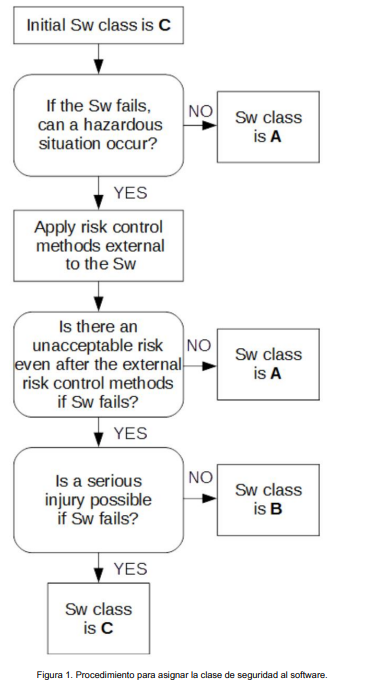 Initial Sw class is C
If the Sw fails,
can a hazardous
situation occur?
NO
Sw class
is A
YES
Apply risk control
methods external
to the Sw
Is there an
unacceptable risk
even after the external
risk control methods
if Sw fails?
NO
Sw class
is A
YES
Is a serious
injury possible
if Sw fails?
NO
Sw class
is B
YES
Sw class
is C
Figura 1. Procedimiento para asignar la clase de seguridad al software.